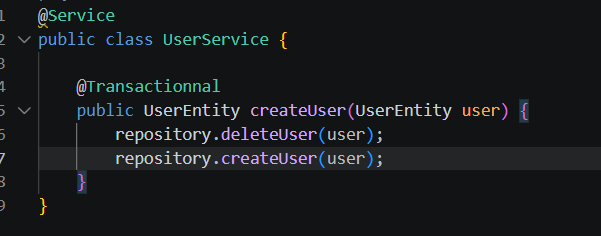 1 @Service
2 public class UserService {
3
4 @Transactionnal
5 public UserEntity createUser(UserEntity user) {
6 repository.deleteUser(user);
7 repository.createUser(user);
8 }
9 }